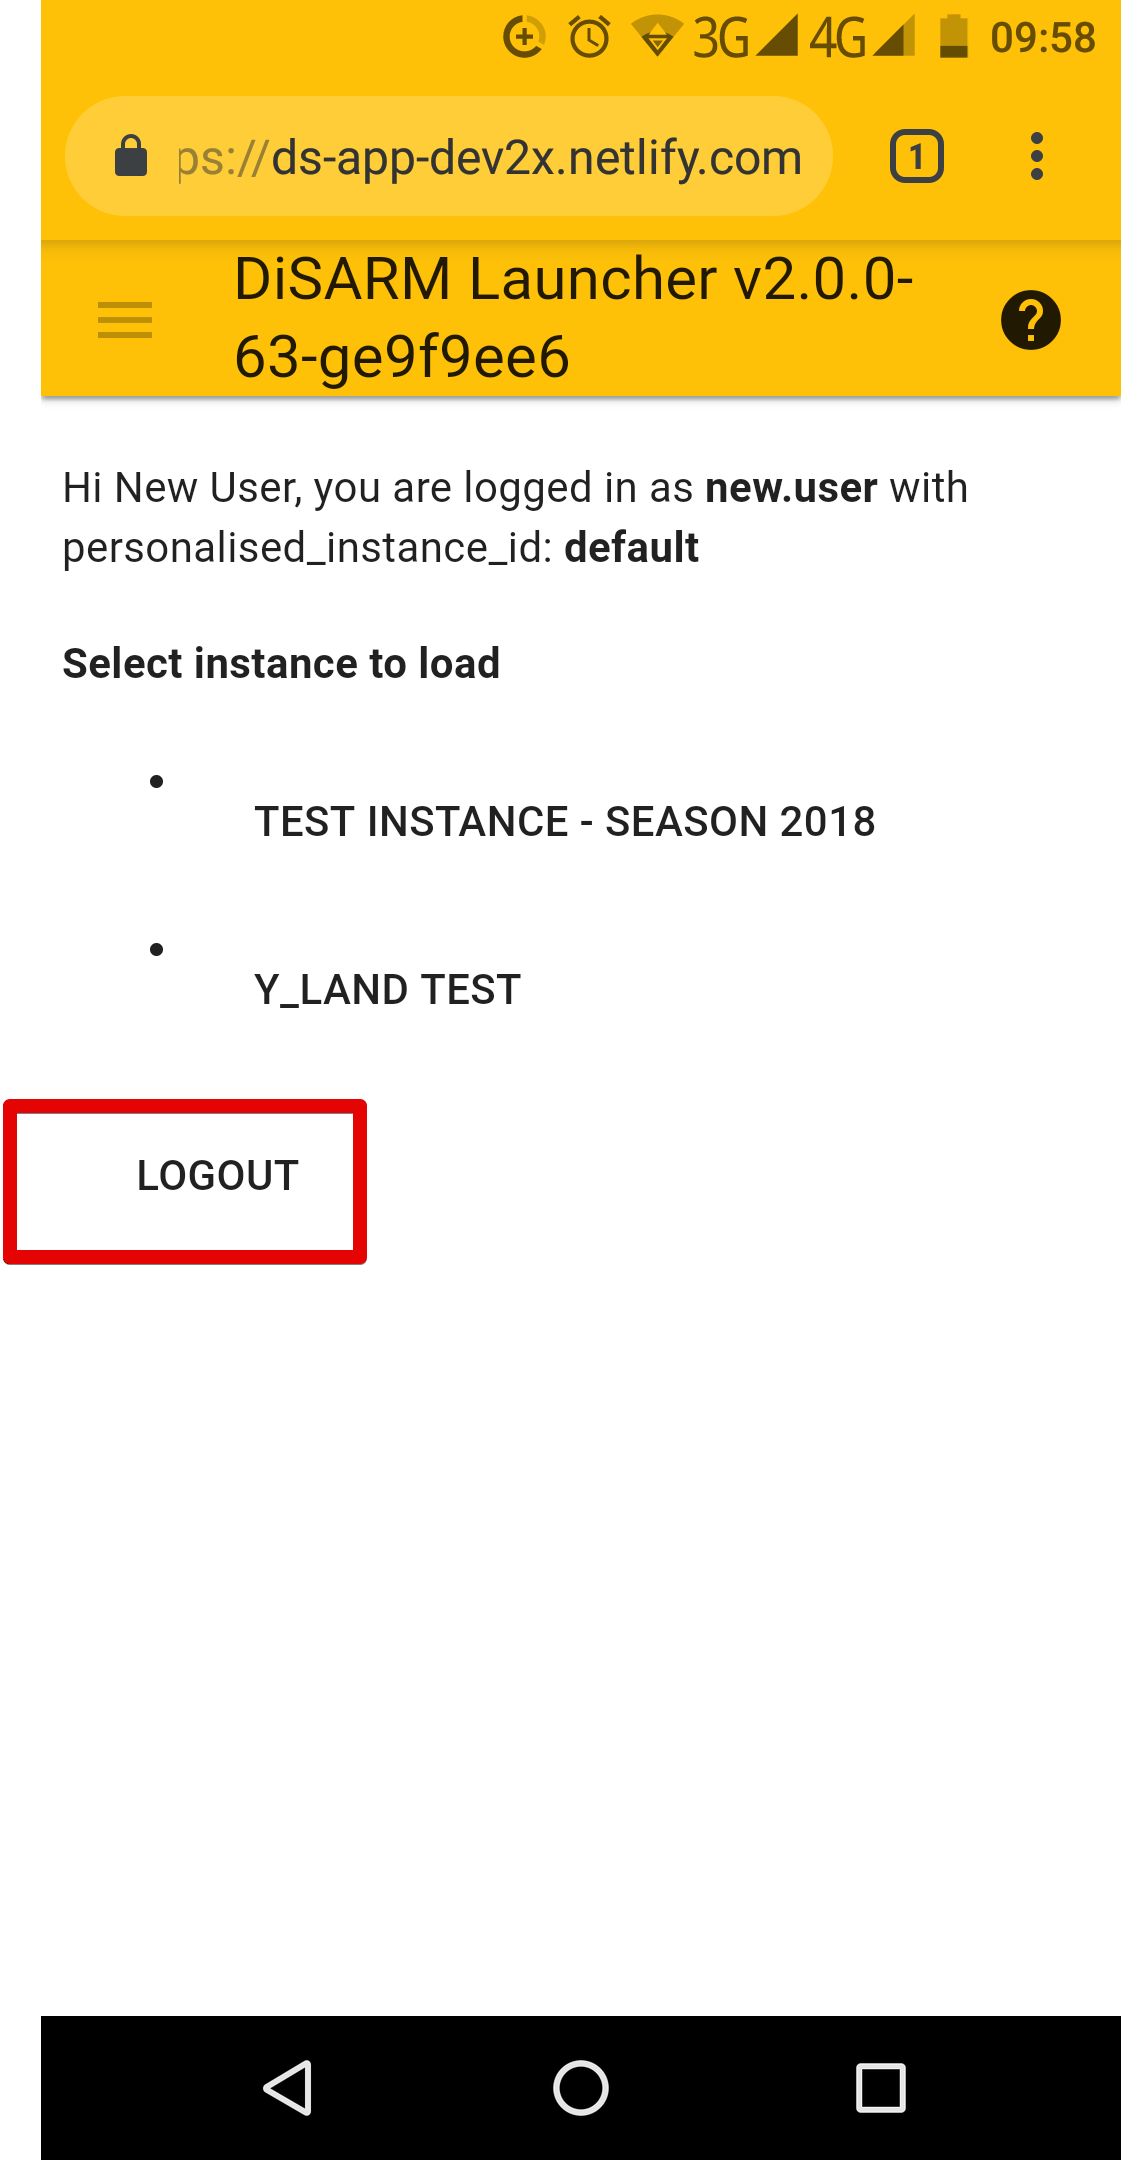 3G 4G 09:58
ps://ds-app-dev2x.netlify.com 1
DiSARM Launcher v2.0.0-
63-ge9f9ee6
Hi New User, you are logged in as new.user with
personalised_instance_id: default
Select instance to load
TEST INSTANCE - SEASON 2018
Y_LAND TEST
LOGOUT